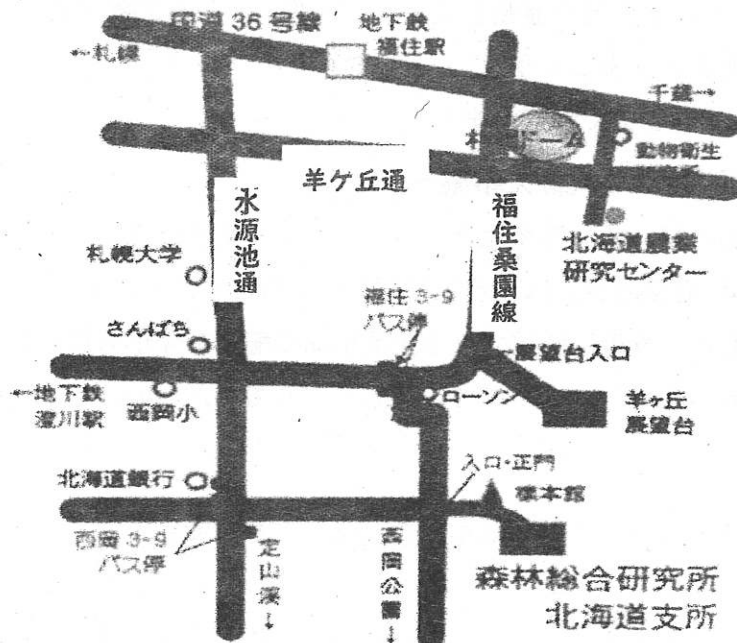 国道36号線
地下鉄
福住駅
←札幌
千歳→
動物衛生
羊ケ丘通
水源池通
福住桑園線
北海道農業
研究センター
札幌大学
福住3-9
バス停
さんぱち
展望台入口
←地下鉄
澄川駅
西岡小
ローソン
羊ヶ丘
展望台
北海道銀行
入口・正門
標本館
西岡3-9
バス停
定山渓↓
西岡公園↓
森林総合研究所
北海道支所